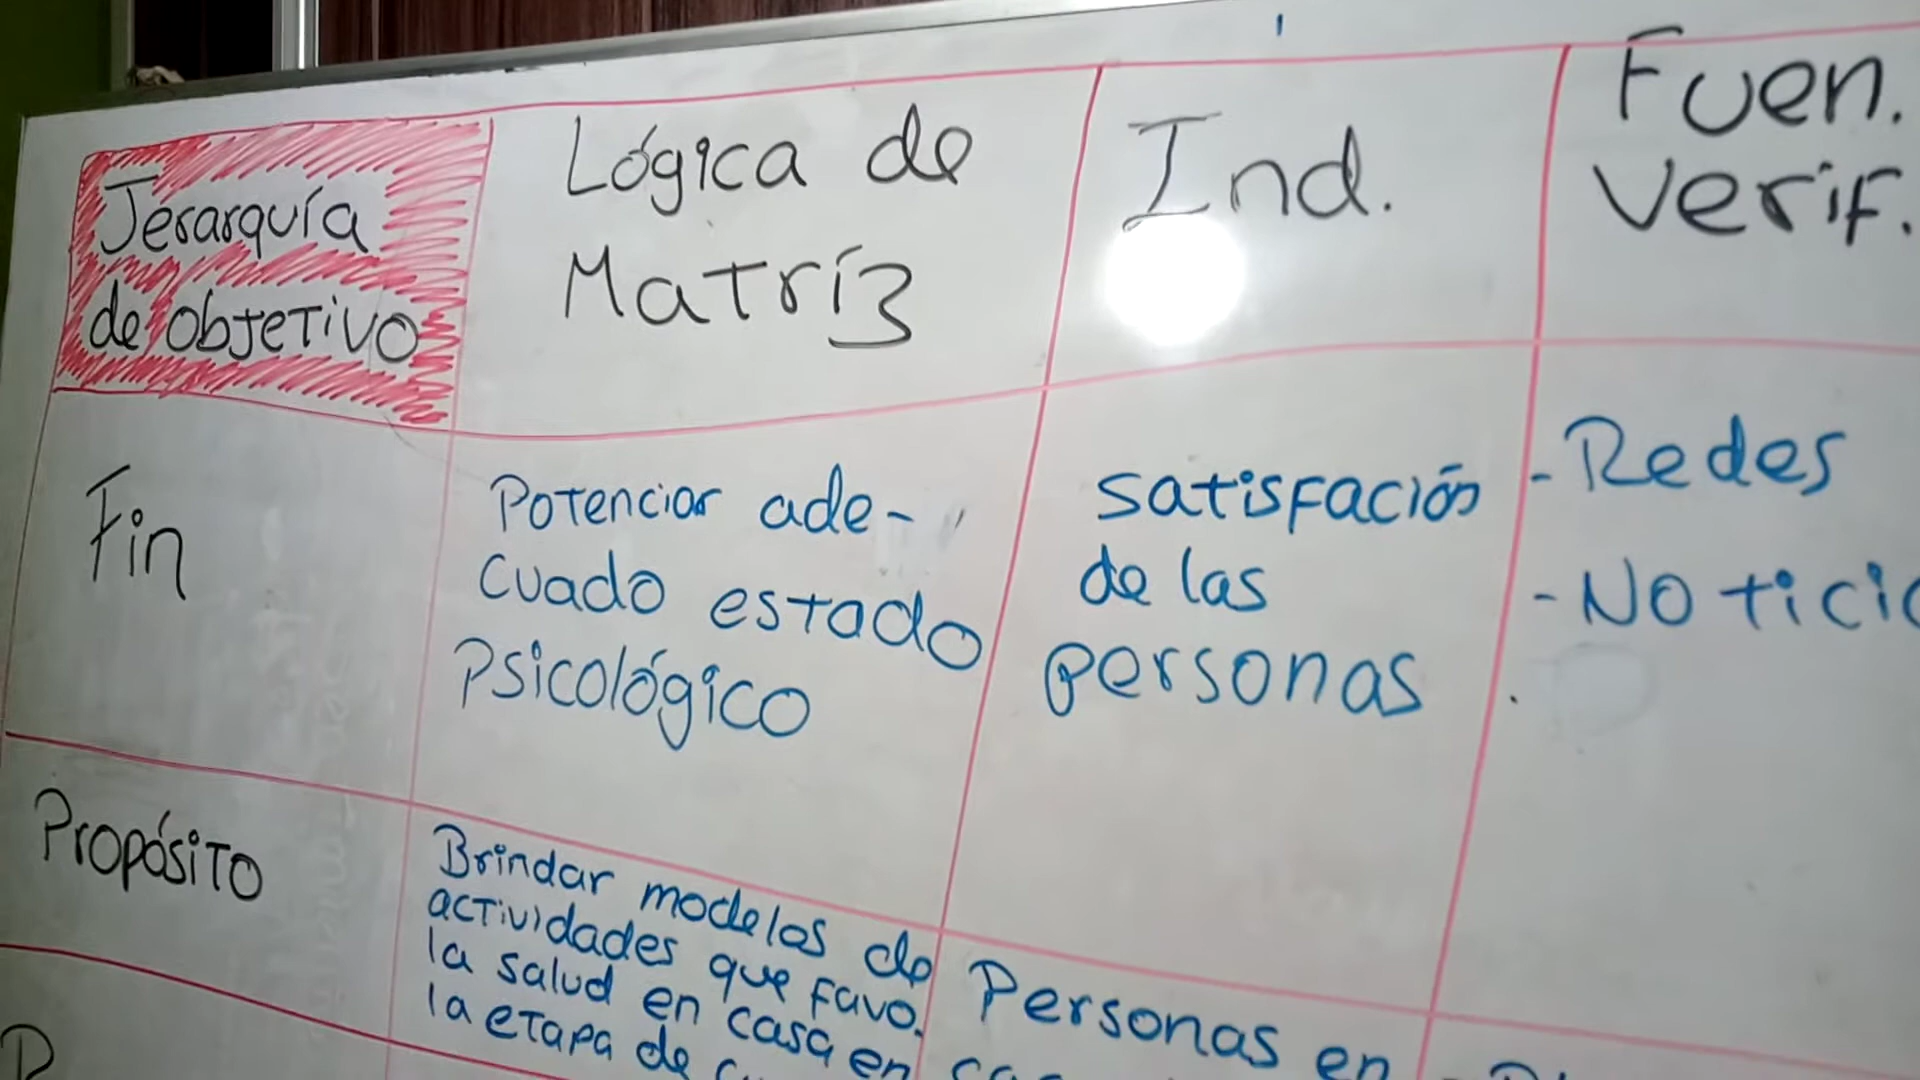 Jerarquía
de objetivo
Lógica de
Matríz
Ind.
Fuen.
Verif.
Fin
Potenciar ade-
cuado estado
Psicológico
satisfación
de las
personas
- Redes
- Noticia
Propósito
Brindar modelos de
actividades que favo.
la salud en casa en
la etapa de
Personas en